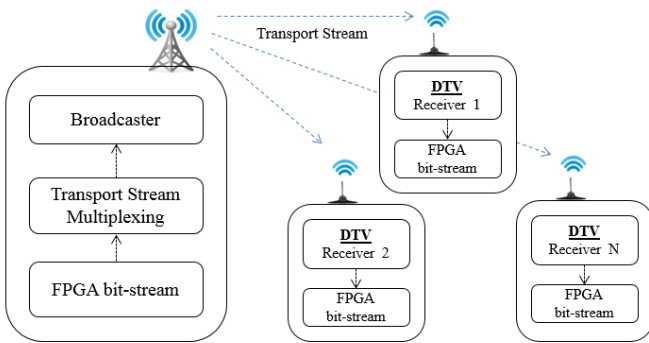 Transport Stream
Broadcaster
Transport Stream
Multiplexing
FPGA bit-stream
DTV
Receiver 1
FPGA
bit-stream
DTV
Receiver 2
FPGA
bit-stream
DTV
Receiver N
FPGA
bit-stream